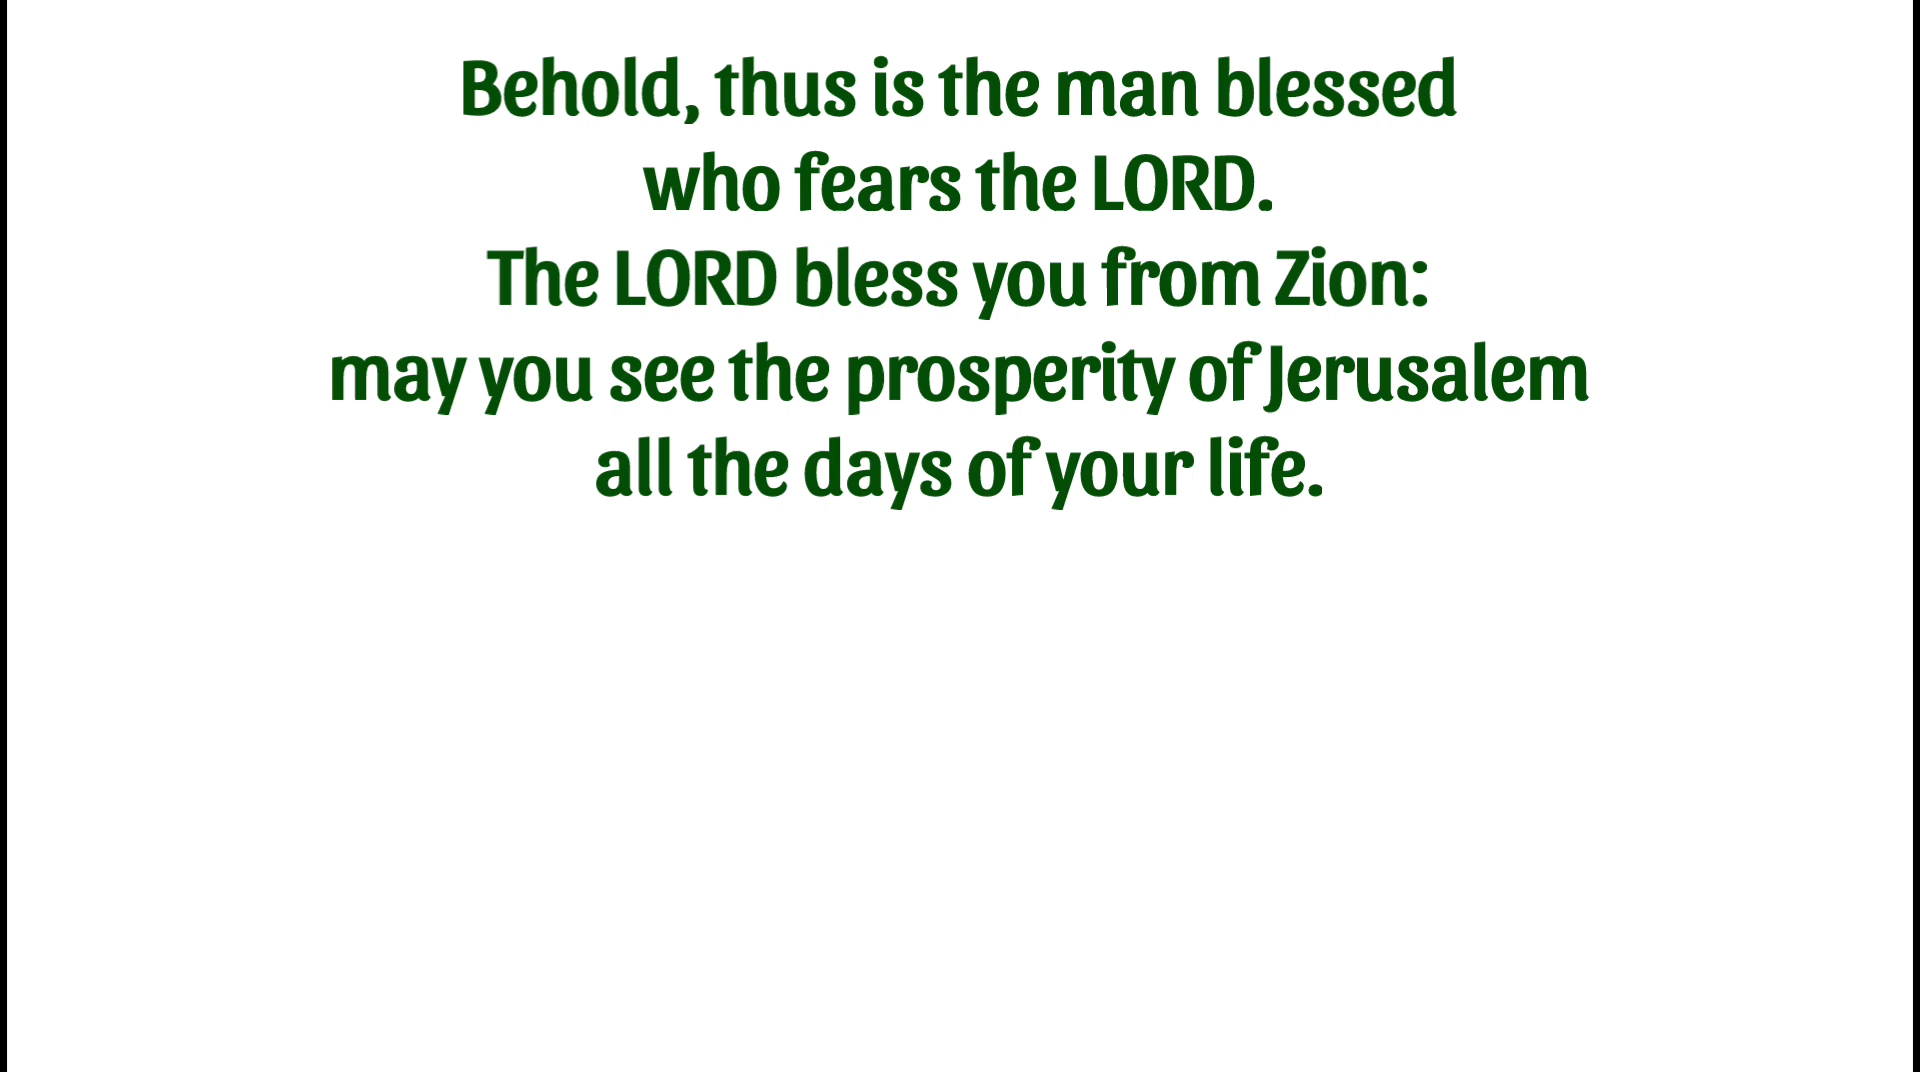 Behold, thus is the man blessed
who fears the LORD.
The LORD bless you from Zion:
may you see the prosperity of Jerusalem
all the days of your life.